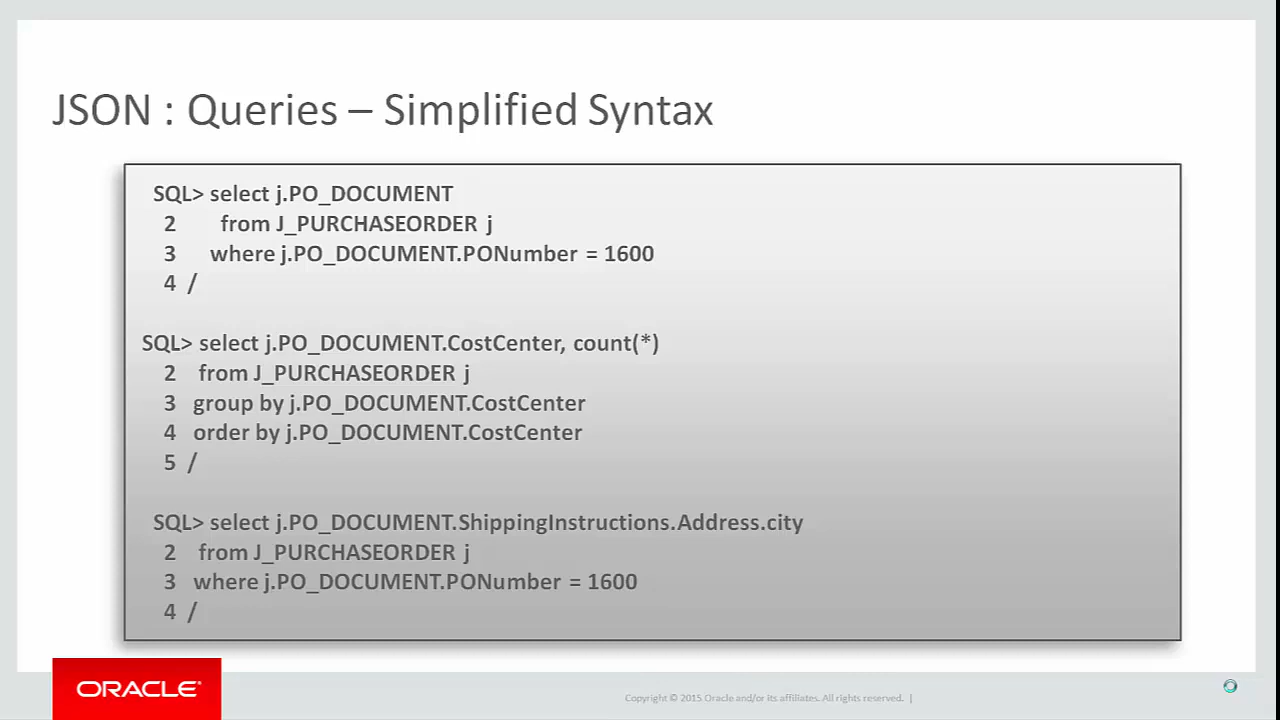 JSON : Queries – Simplified Syntax
SQL> select j.PO_DOCUMENT
2 from J_PURCHASEORDER j
3 where j.PO_DOCUMENT.PONumber = 1600
4 /
SQL> select j.PO_DOCUMENT.CostCenter, count(*)
2 from J_PURCHASEORDER j
3 group by j.PO_DOCUMENT.CostCenter
4 order by j.PO_DOCUMENT.CostCenter
5 /
SQL> select j.PO_DOCUMENT.ShippingInstructions.Address.city
2 from J_PURCHASEORDER j
3 where j.PO_DOCUMENT.PONumber = 1600
4 /
ORACLE®
Copyright © 2015 Oracle and/or its affiliates. All rights reserved. |